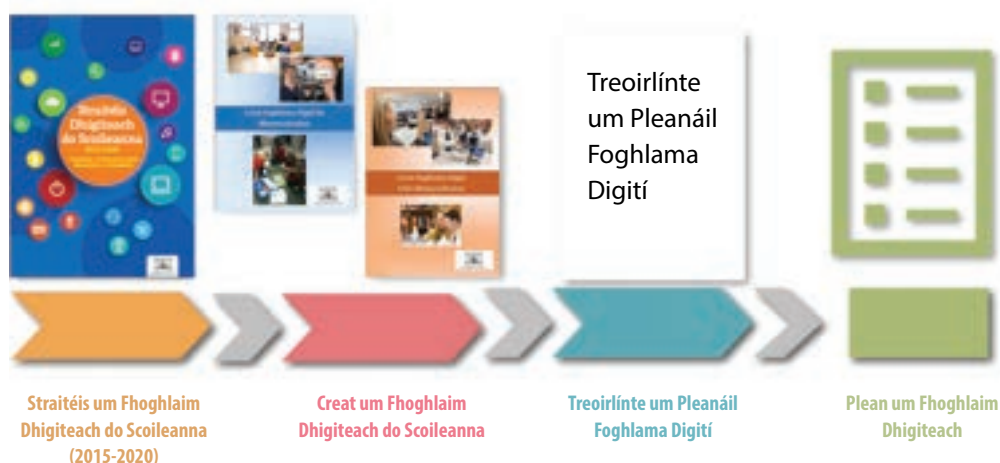 Straitéis
Dhigiteach
do Scoileanna
Treoirlínte
um Pleanáil
Foghlama
Digití
Straitéis um Fhoghlaim
Dhigiteach do Scoileanna
(2015-2020)
Creat um Fhoghlaim
Dhigiteach do Scoileanna
Treoirlínte um Pleanáil
Foghlama Digití
Plean um Fhoghlaim
Dhigiteach